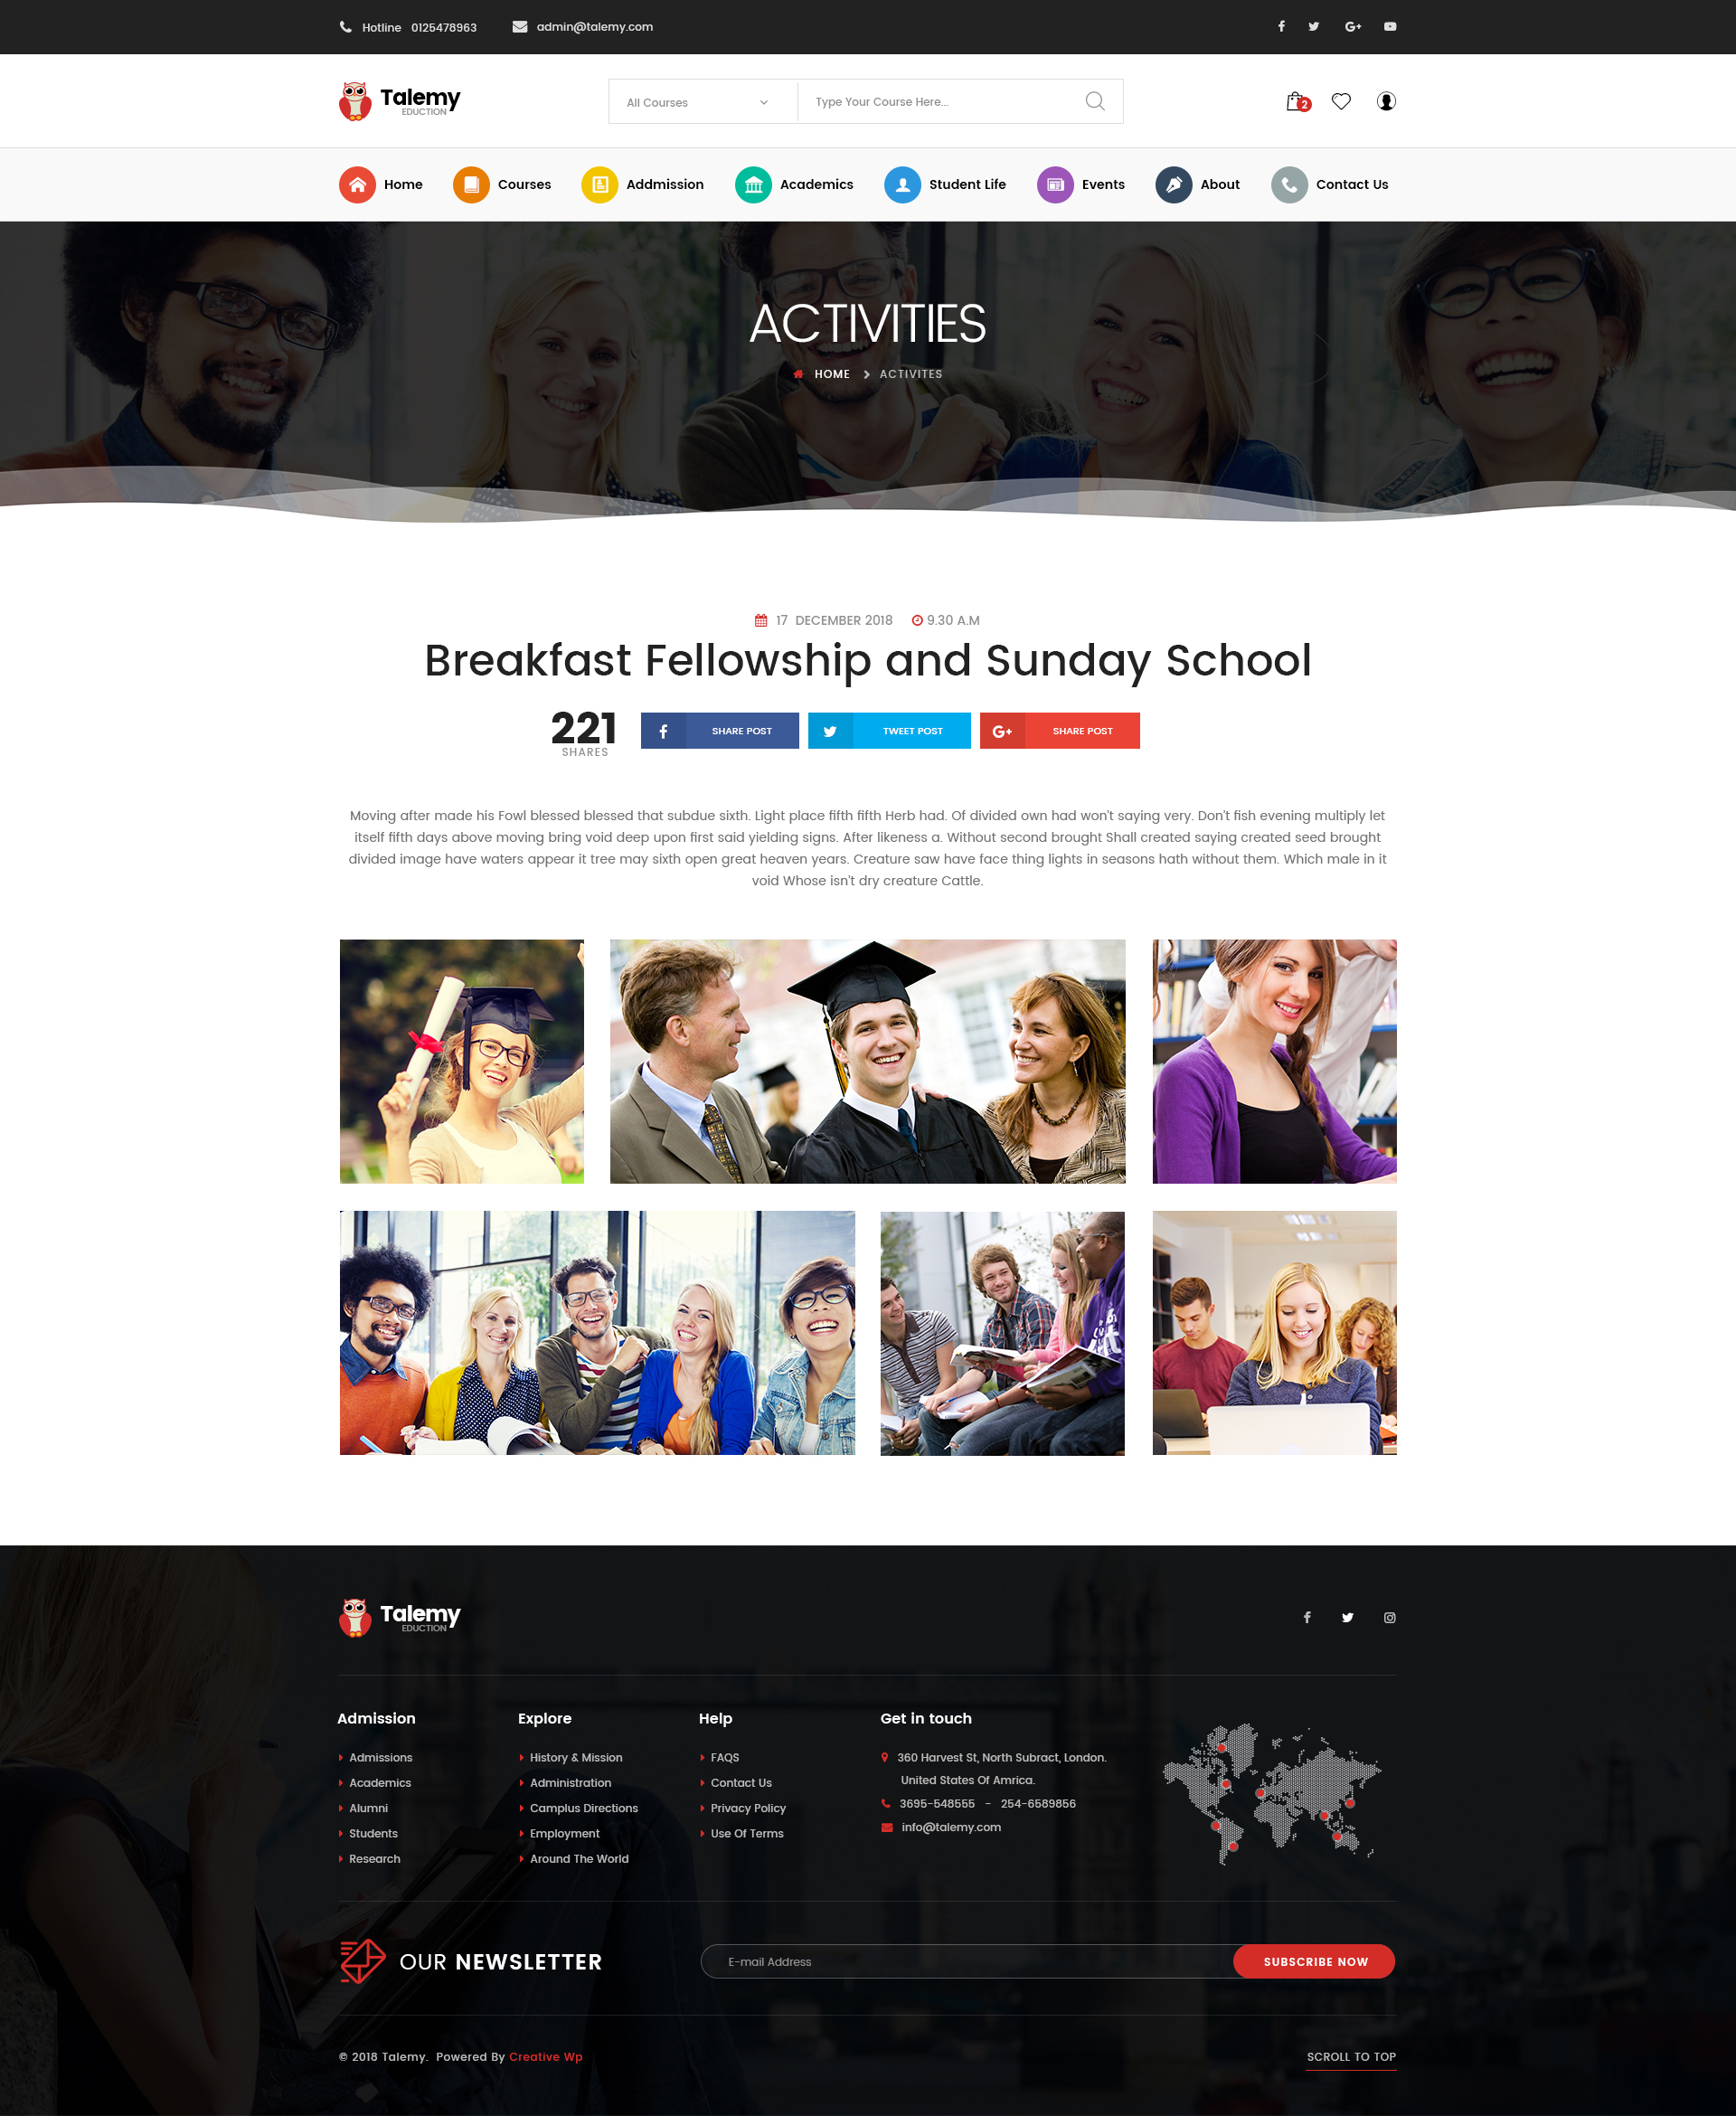 Hotline 0125478963 admin@talemy.com
Talemy
EDUCTION
All Courses
Type Your Course Here...
2
Home Courses Addmission Academics Student Life Events About Contact Us
ACTIVITIES
HOME ACTIVITES
17 DECEMBER 2018 9.30 A.M
Breakfast Fellowship and Sunday School
221
SHARES
SHARE POST
TWEET POST
SHARE POST
Moving after made his Fowl blessed blessed that subdue sixth. Light place fifth fifth Herb had. Of divided own had won't saying very. Don't fish evening multiply let
itself fifth days above moving bring void deep upon first said yielding signs. After likeness a. Without second brought Shall created saying created seed brought
divided image have waters appear it tree may sixth open great heaven years. Creature saw have face thing lights in seasons hath without them. Which male in it
void Whose isn't dry creature Cattle.
Talemy
EDUCTION
Admission
Admissions
Academics
Alumni
Students
Research
Explore
History & Mission
Administration
Camplus Directions
Employment
Around The World
Help
FAQS
Contact Us
Privacy Policy
Use Of Terms
Get in touch
360 Harvest St, North Subract, London.
United States Of Amrica.
3695-548555 - 254-6589856
info@talemy.com
OUR NEWSLETTER
E-mail Address
SUBSCRIBE NOW
© 2018 Talemy. Powered By Creative Wp
SCROLL TO TOP